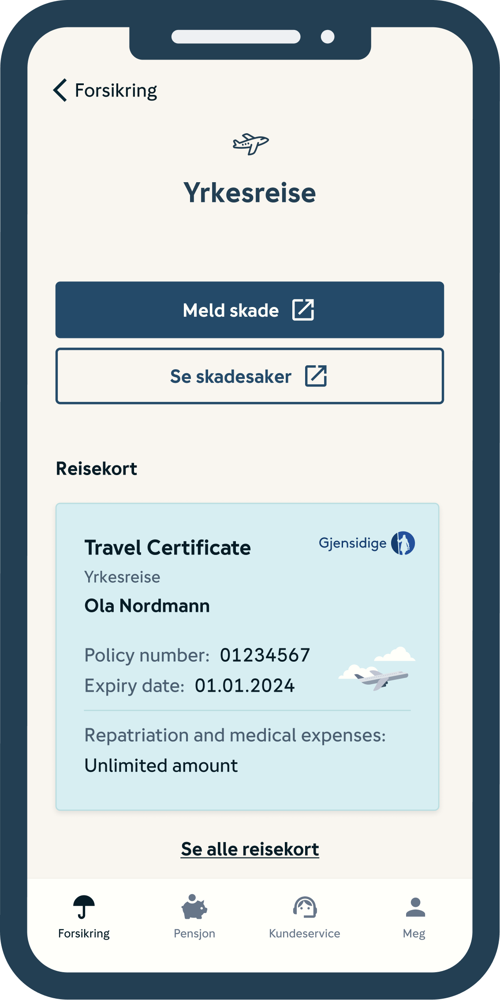 Forsikring
Yrkesreise
Meld skade
Se skadesaker
Reisekort
Travel Certificate
Gjensidige
Yrkesreise
Ola Nordmann
Policy number: 01234567
Expiry date: 01.01.2024
Repatriation and medical expenses:
Unlimited amount
Se alle reisekort
Forsikring
Pensjon
Kundeservice
Meg